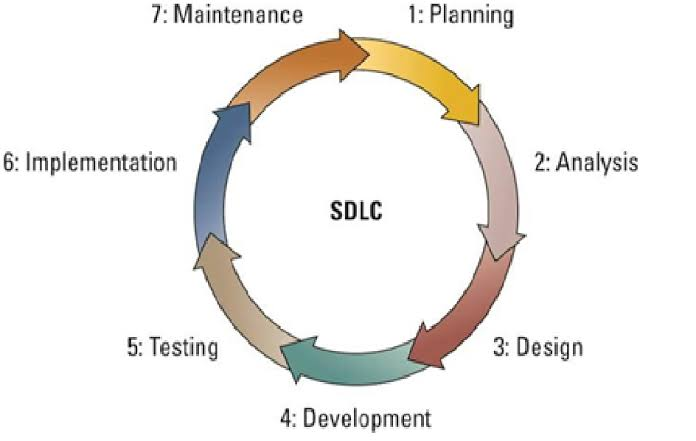 7: Maintenance
1: Planning
6: Implementation
2: Analysis
SDLC
5: Testing
3: Design
4: Development